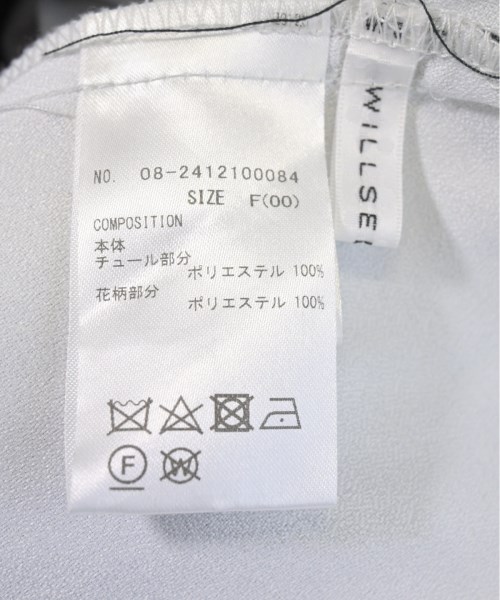 NO. 08-2412100084
SIZE F(00)
COMPOSITION
本体
チュール部分
ポリエステル 100%
花柄部分
ポリエステル 100%
F
W
WILLSE